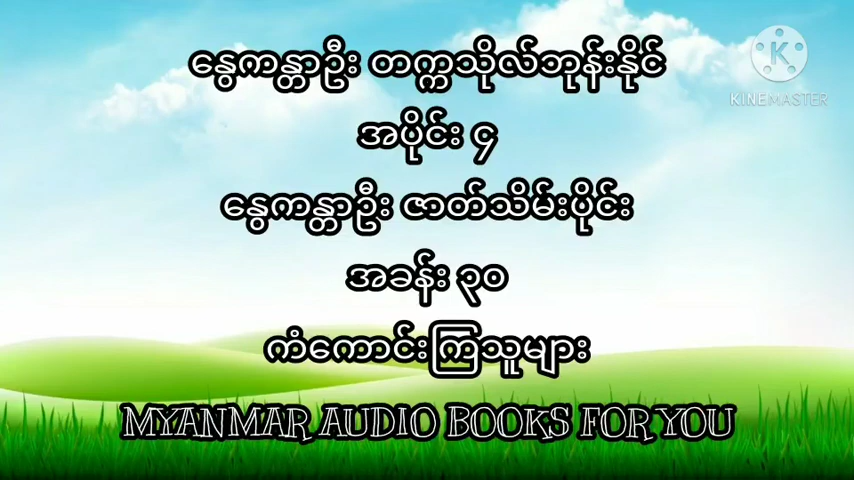 နွေကန္တာဦး တက္ကသိုလ်ဘုန်းနိုင်
K
KINEMASTER
အပိုင်း ၄
နွေကန္တာဦး ဇာတ်သိမ်းပိုင်း
အခန်း ၃၀
ကံကောင်းကြသူများ
MYANMAR AUDIO BOOKS FOR YOU